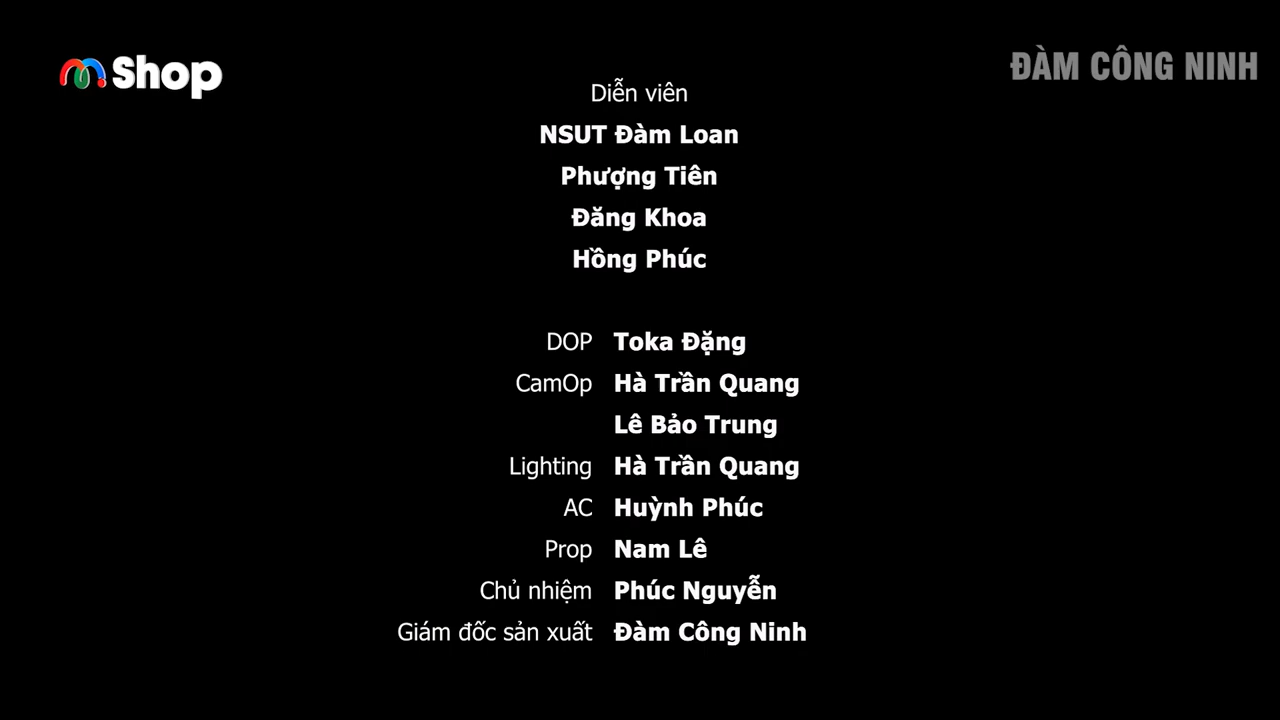 Shop
ĐÀM CÔNG NINH
Diễn viên
NSUT Đàm Loan
Phượng Tiên
Đăng Khoa
Hồng Phúc
DOP Toka Đặng
CamOp Hà Trần Quang
Lê Bảo Trung
Lighting Hà Trần Quang
AC Huỳnh Phúc
Prop Nam Lê
Chủ nhiệm Phúc Nguyễn
Giám đốc sản xuất Đàm Công Ninh